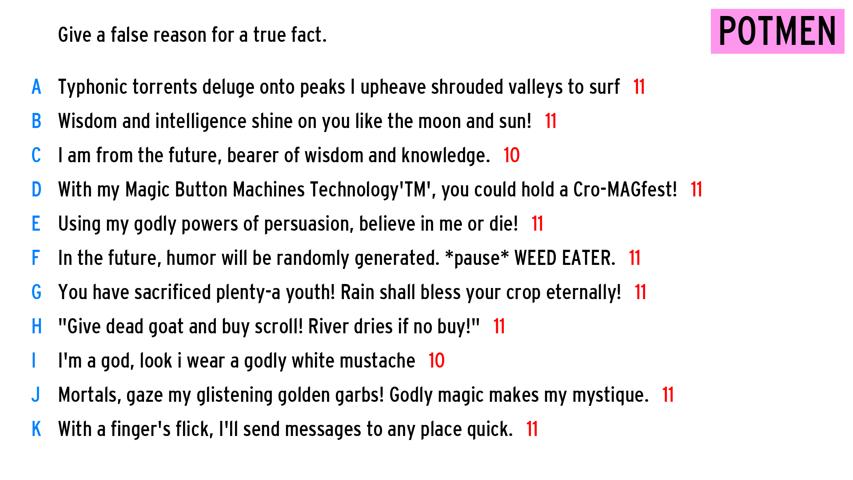 Give a false reason for a true fact.
POTMEN
A Typhonic torrents deluge onto peaks I upheave shrouded valleys to surf 11
B Wisdom and intelligence shine on you like the moon and sun! 11
C I am from the future, bearer of wisdom and knowledge. 10
D With my Magic Button Machines Technology'TM', you could hold a Cro-MAGfest! 11
E Using my godly powers of persuasion, believe in me or die! 11
F In the future, humor will be randomly generated. *pause* WEED EATER. 11
G You have sacrificed plenty-a youth! Rain shall bless your crop eternally! 11
H "Give dead goat and buy scroll! River dries if no buy!" 11
I I'm a god, look i wear a godly white mustache 10
J Mortals, gaze my glistening golden garbs! Godly magic makes my mystique. 11
K With a finger's flick, I'll send messages to any place quick. 11